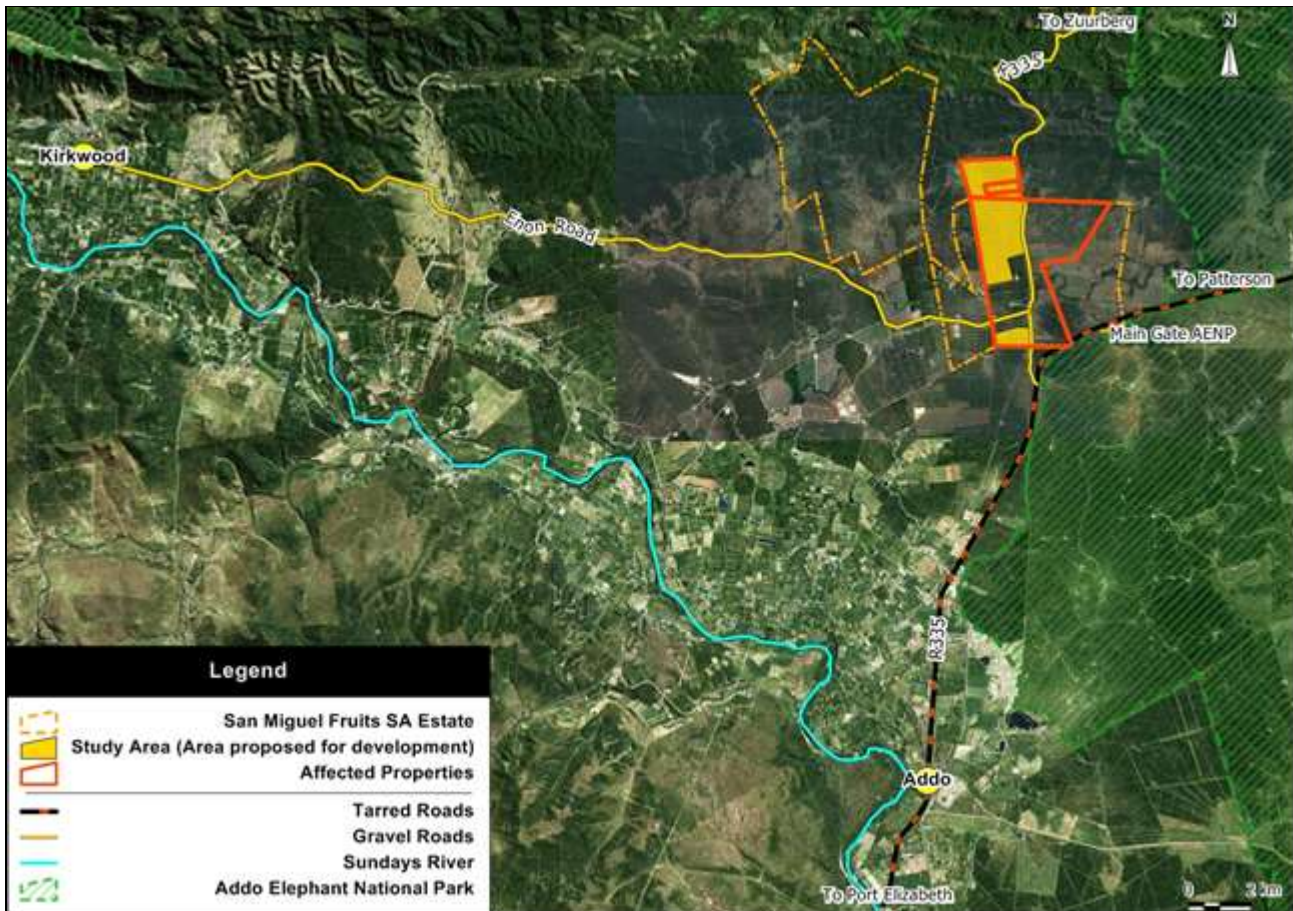 To Zuurberg
N
R335
Kirkwood
Enon Road
To Patterson
Main Gate AENP
R335
Legend
San Miguel Fruits SA Estate
Study Area (Area proposed for development)
Affected Properties
Tarred Roads
Gravel Roads
Sundays River
Addo Elephant National Park
Addo
To Port Elizabeth
0 2 km